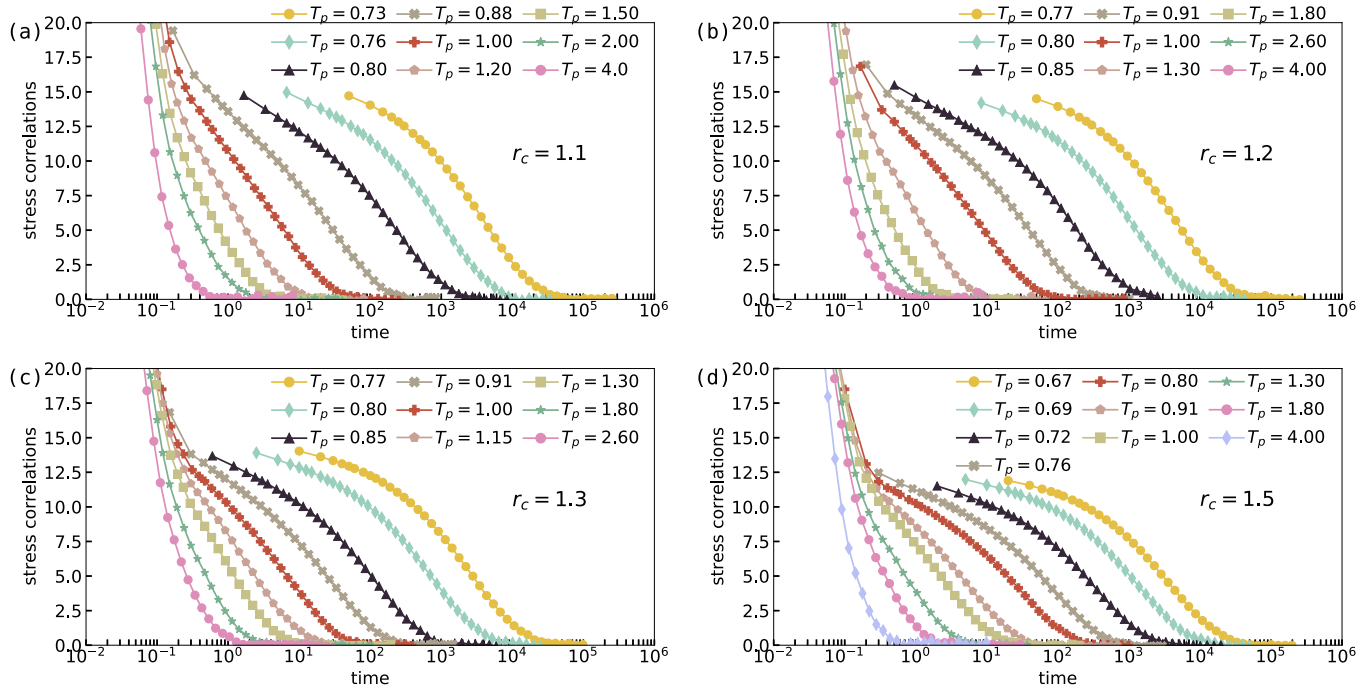 (a)
stress correlations
20.0
17.5
15.0
12.5
10.0
7.5
5.0
2.5
0.0
T_p = 0.73 T_p = 0.88 T_p = 1.50
T_p = 0.76 T_p = 1.00 T_p = 2.00
T_p = 0.80 T_p = 1.20 T_p = 4.0
r_c = 1.1
10^−2 10^−1 10^0 10^1 10^2 10^3 10^4 10^5 10^6
time
(b)
stress correlations
20.0
17.5
15.0
12.5
10.0
7.5
5.0
2.5
0.0
T_p = 0.77 T_p = 0.91 T_p = 1.80
T_p = 0.80 T_p = 1.00 T_p = 2.60
T_p = 0.85 T_p = 1.30 T_p = 4.00
r_c = 1.2
10^−2 10^−1 10^0 10^1 10^2 10^3 10^4 10^5 10^6
time
(c)
stress correlations
20.0
17.5
15.0
12.5
10.0
7.5
5.0
2.5
0.0
T_p = 0.77 T_p = 0.91 T_p = 1.30
T_p = 0.80 T_p = 1.00 T_p = 1.80
T_p = 0.85 T_p = 1.15 T_p = 2.60
r_c = 1.3
10^−2 10^−1 10^0 10^1 10^2 10^3 10^4 10^5 10^6
time
(d)
stress correlations
20.0
17.5
15.0
12.5
10.0
7.5
5.0
2.5
0.0
T_p = 0.67 T_p = 0.80 T_p = 1.30
T_p = 0.69 T_p = 0.91 T_p = 1.80
T_p = 0.72 T_p = 1.00 T_p = 4.00
T_p = 0.76
r_c = 1.5
10^−2 10^−1 10^0 10^1 10^2 10^3 10^4 10^5 10^6
time